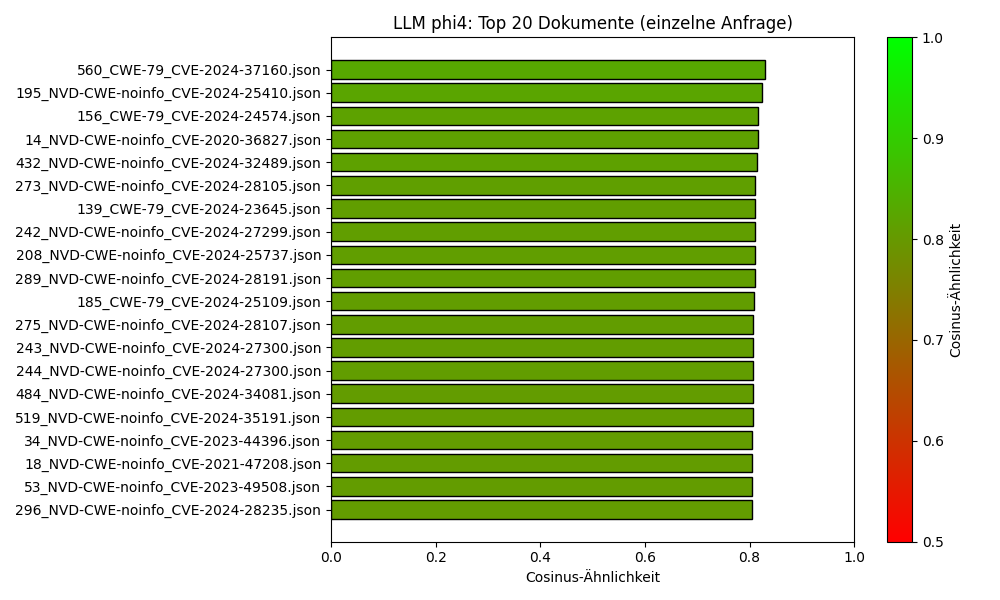 LLM phi4: Top 20 Dokumente (einzelne Anfrage)
560_CWE-79_CVE-2024-37160.json
195_NVD-CWE-noinfo_CVE-2024-25410.json
156_CWE-79_CVE-2024-24574.json
14_NVD-CWE-noinfo_CVE-2020-36827.json
432_NVD-CWE-noinfo_CVE-2024-32489.json
273_NVD-CWE-noinfo_CVE-2024-28105.json
139_CWE-79_CVE-2024-23645.json
242_NVD-CWE-noinfo_CVE-2024-27299.json
208_NVD-CWE-noinfo_CVE-2024-25737.json
289_NVD-CWE-noinfo_CVE-2024-28191.json
185_CWE-79_CVE-2024-25109.json
275_NVD-CWE-noinfo_CVE-2024-28107.json
243_NVD-CWE-noinfo_CVE-2024-27300.json
244_NVD-CWE-noinfo_CVE-2024-27300.json
484_NVD-CWE-noinfo_CVE-2024-34081.json
519_NVD-CWE-noinfo_CVE-2024-35191.json
34_NVD-CWE-noinfo_CVE-2023-44396.json
18_NVD-CWE-noinfo_CVE-2021-47208.json
53_NVD-CWE-noinfo_CVE-2023-49508.json
296_NVD-CWE-noinfo_CVE-2024-28235.json
0.0 0.2 0.4 0.6 0.8 1.0
Cosinus-Ähnlichkeit
1.0
0.9
0.8
0.7
0.6
0.5
Cosinus-Ähnlichkeit